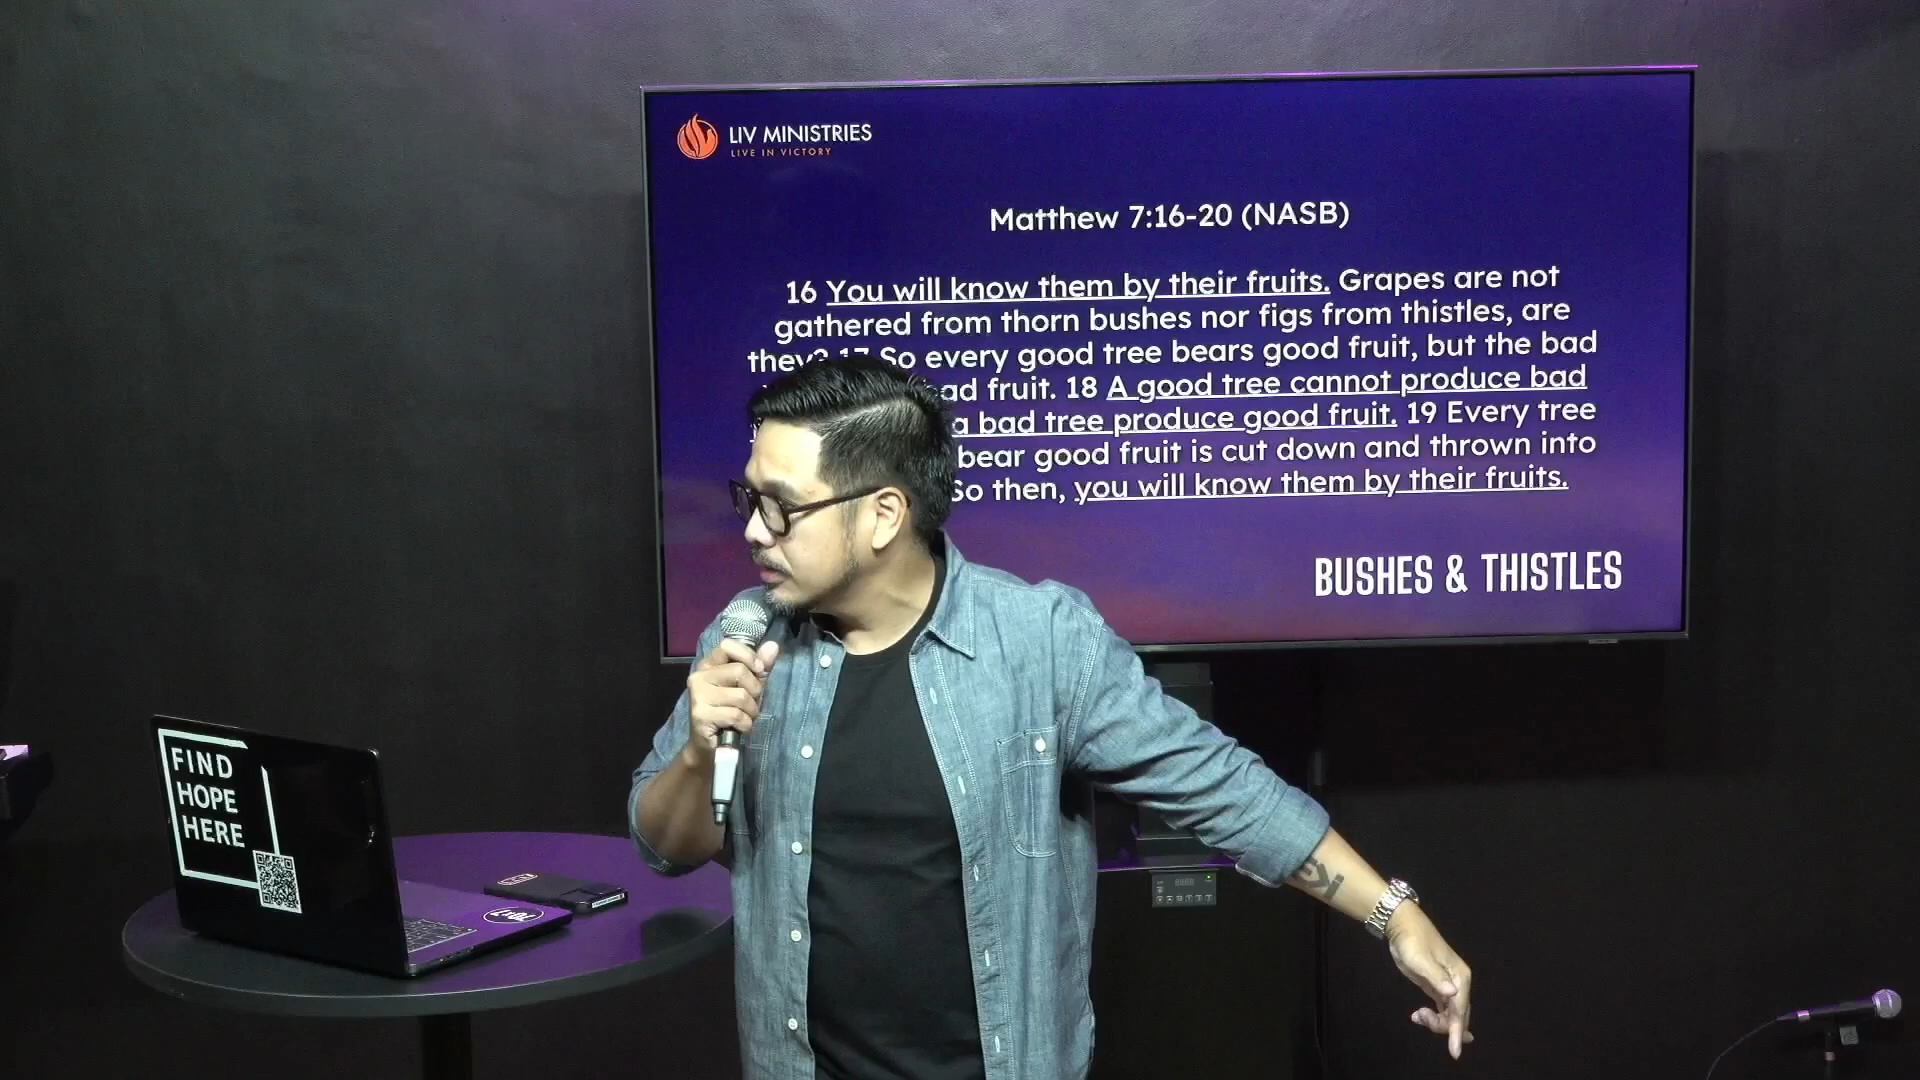 LIV MINISTRIES
LIVE IN VICTORY
Matthew 7:16-20 (NASB)
16 You will know them by their fruits. Grapes are not
gathered from thorn bushes nor figs from thistles, are
they? 17 So every good tree bears good fruit, but the bad
fruit. 18 A good tree cannot produce bad
a bad tree produce good fruit. 19 Every tree
bear good fruit is cut down and thrown into
So then, you will know them by their fruits.
BUSHES & THISTLES
FIND
HOPE
HERE